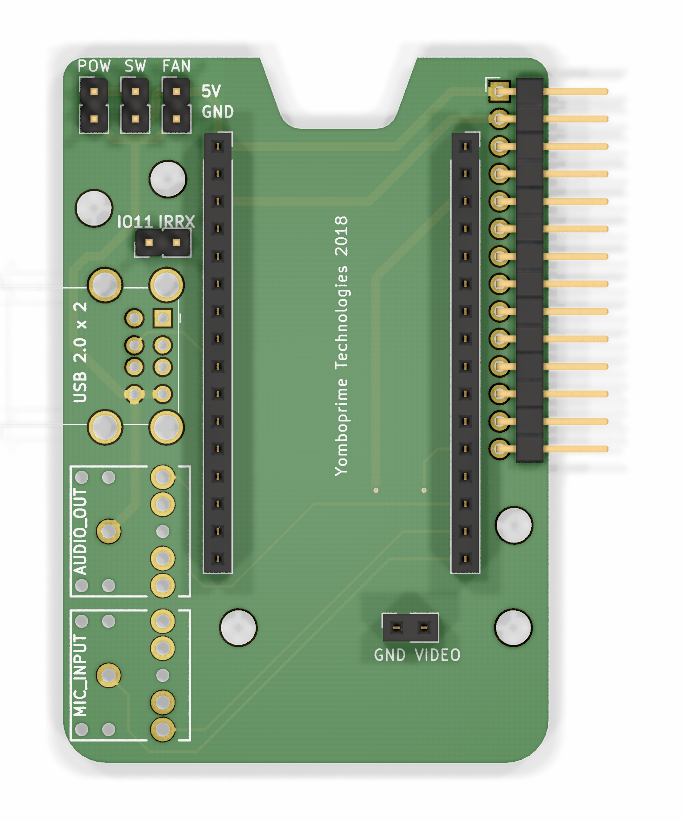 POW SW FAN
5V
GND
IO11 IRRX
Yomboprime Technologies 2018
USB 2.0 x 2
AUDIO_OUT
MIC_INPUT
GND VIDEO